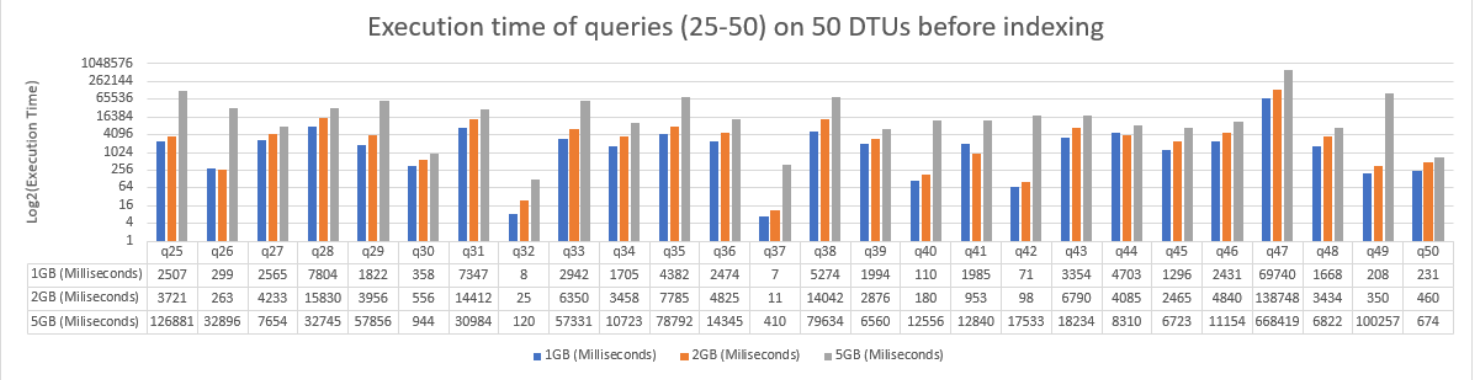 Execution time of queries (25-50) on 50 DTUs before indexing
Log2(Execution Time)
1048576
262144
65536
16384
4096
1024
256
64
16
4
1
q25 q26 q27 q28 q29 q30 q31 q32 q33 q34 q35 q36 q37 q38 q39 q40 q41 q42 q43 q44 q45 q46 q47 q48 q49 q50
1GB (Milliseconds) 2507 299 2565 7804 1822 358 7347 8 2942 1705 4382 2474 7 5274 1994 110 1985 71 3354 4703 1296 2431 69740 1668 208 231
2GB (Miliseconds) 3721 263 4233 15830 3956 556 14412 25 6350 3458 7785 4825 11 14042 2876 180 953 98 6790 4085 2465 4840 138748 3434 350 460
5GB (Miliseconds) 126881 32896 7654 32745 57856 944 30984 120 57331 10723 78792 14345 410 79634 6560 12556 12840 17533 18234 8310 6723 11154 668419 6822 100257 674
1GB (Milliseconds) 2GB (Miliseconds) 5GB (Miliseconds)